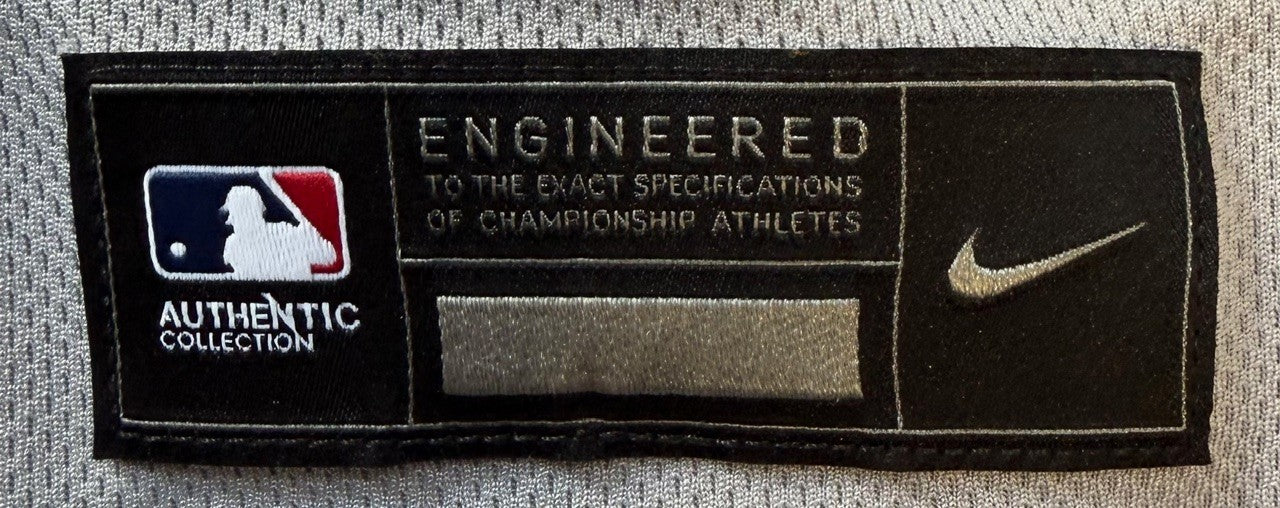 AUTHENTIC
COLLECTION
ENGINEERED
TO THE EXACT SPECIFICATIONS
OF CHAMPIONSHIP ATHLETES